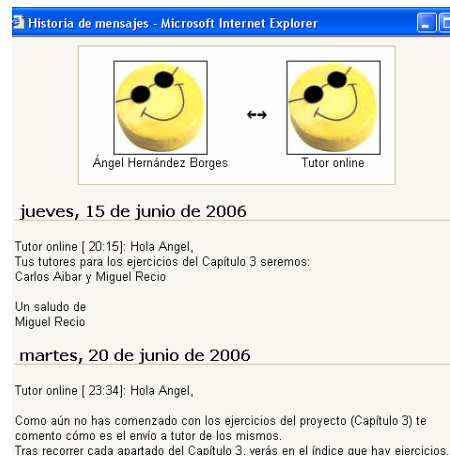 Historia de mensajes - Microsoft Internet Explorer
Ángel Hernández Borges
Tutor online
jueves, 15 de junio de 2006
Tutor online [ 20:15]: Hola Angel,
Tus tutores para los ejercicios del Capítulo 3 seremos:
Carlos Aibar y Miguel Recio
Un saludo de
Miguel Recio
martes, 20 de junio de 2006
Tutor online [ 23:34]: Hola Angel,
Como aún no has comenzado con los ejercicios del proyecto (Capítulo 3) te
comento cómo es el envío a tutor de los mismos.
Tras recorrer cada apartado del Capítulo 3, verás en el índice que hay ejercicios.